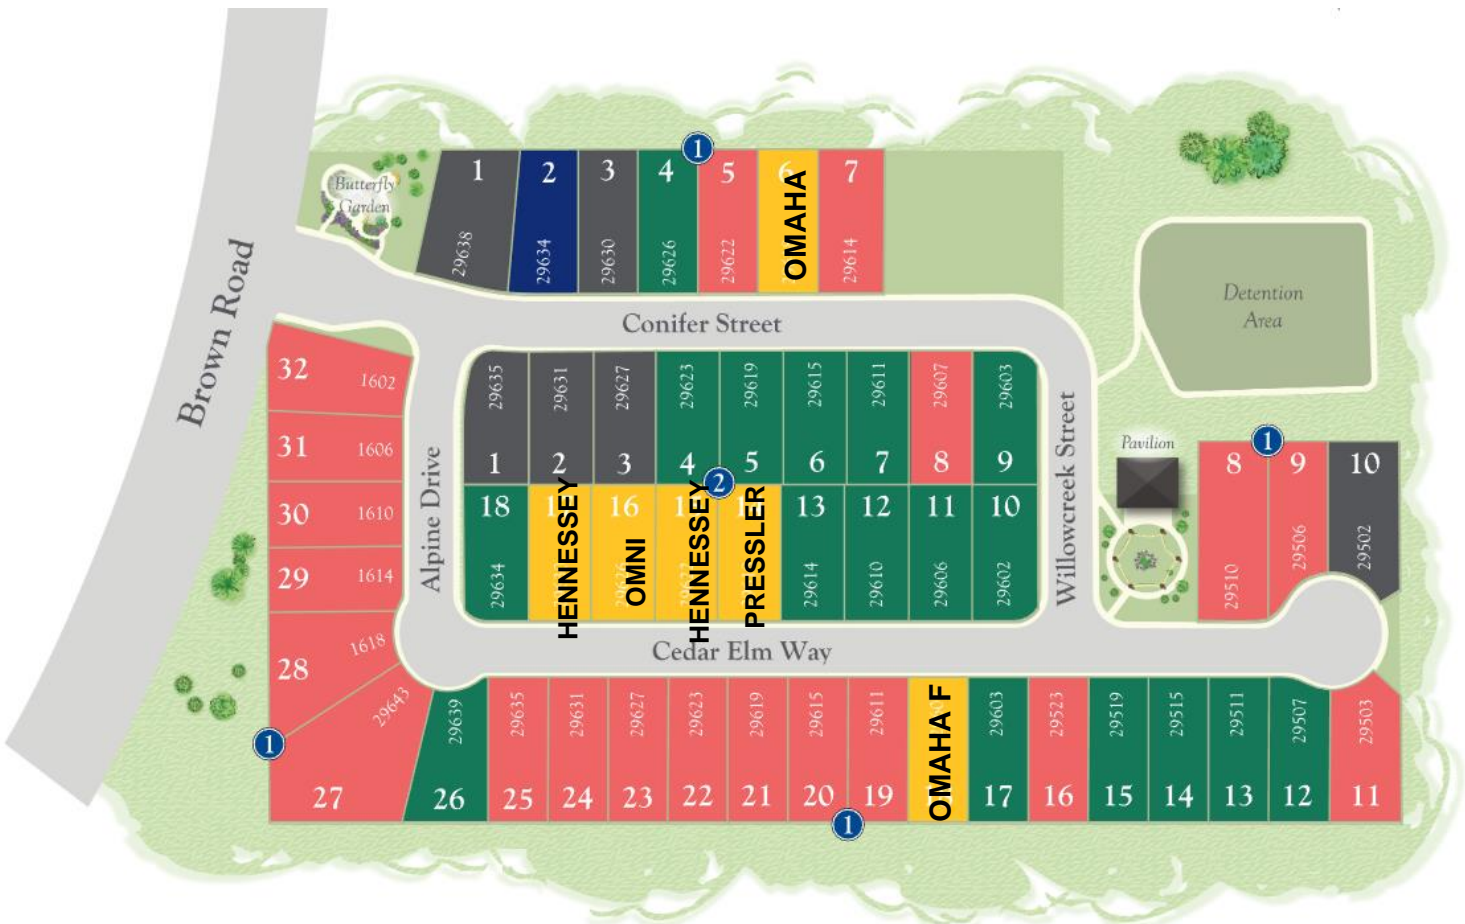 1
1 2 3 4 5 7
OMAHA
29638 29634 29630 29626 29622 29614
Butterfly
Garden
Brown Road
Conifer Street
Detention
Area
32 1602
31 1606
30 1610
29 1614
28 1618
27 29643
Alpine Drive
29635 29631 29627 29623 29619 29615 29611 29607 29603
1 2 3 4 5 6 7 8 9
2
18 16 13 12 11 10
HENNESSEY
OMNI
HENNESSEY
PRESSLER
29634 29614 29610 29606 29602
Willowcreek Street
Pavilion
1
8 9 10
29510 29506 29502
Cedar Elm Way
29639 29635 29631 29627 29623 29619 29615 29611 29603 29523 29519 29515 29511 29507 29503
OMAHA F
26 25 24 23 22 21 20 19 17 16 15 14 13 12 11
1
1